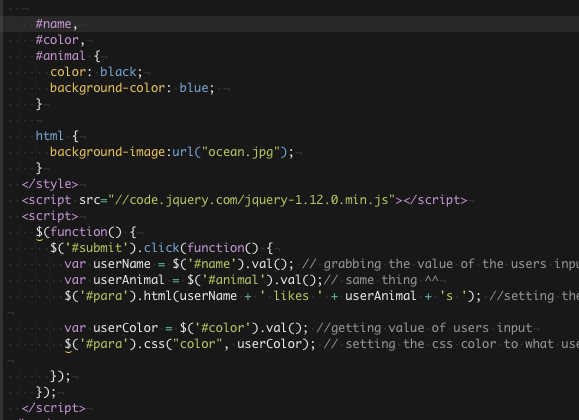 #name,
#color,
#animal {
color: black;
background-color: blue;
}
html {
background-image:url("ocean.jpg");
}
</style>
<script src="//code.jquery.com/jquery-1.12.0.min.js"></script>
<script>
$(function() {
$('#submit').click(function() {
var userName = $('#name').val(); // grabbing the value of the users inpu
var userAnimal = $('#animal').val();// same thing ^^
$('#para').html(userName + ' likes ' + userAnimal + 's '); //setting the
var userColor = $('#color').val(); //getting value of users input
$('#para').css("color", userColor); // setting the css color to what use
});
});
</script>